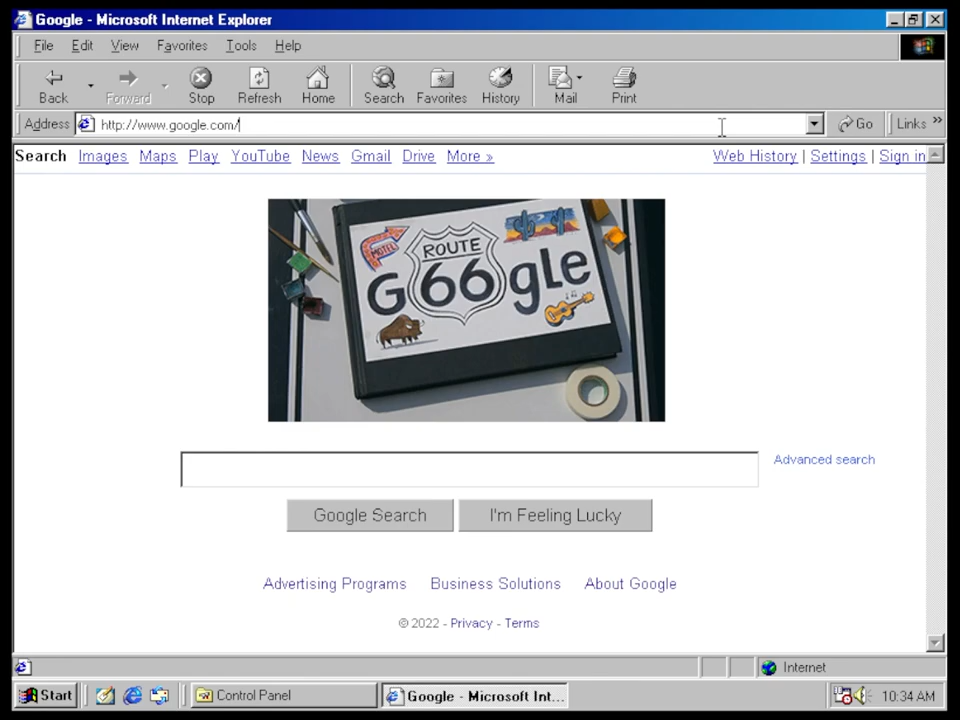 Google - Microsoft Internet Explorer
File Edit View Favorites Tools Help
Back Forward Stop Refresh Home Search Favorites History Mail Print
Address http://www.google.com/ Go Links »
Search Images Maps Play YouTube News Gmail Drive More » Web History | Settings | Sign in
MOTEL
ROUTE
G66gle
Advanced search
Google Search I'm Feeling Lucky
Advertising Programs Business Solutions About Google
© 2022 - Privacy - Terms
Internet
Start Control Panel Google - Microsoft Int... 10:34 AM